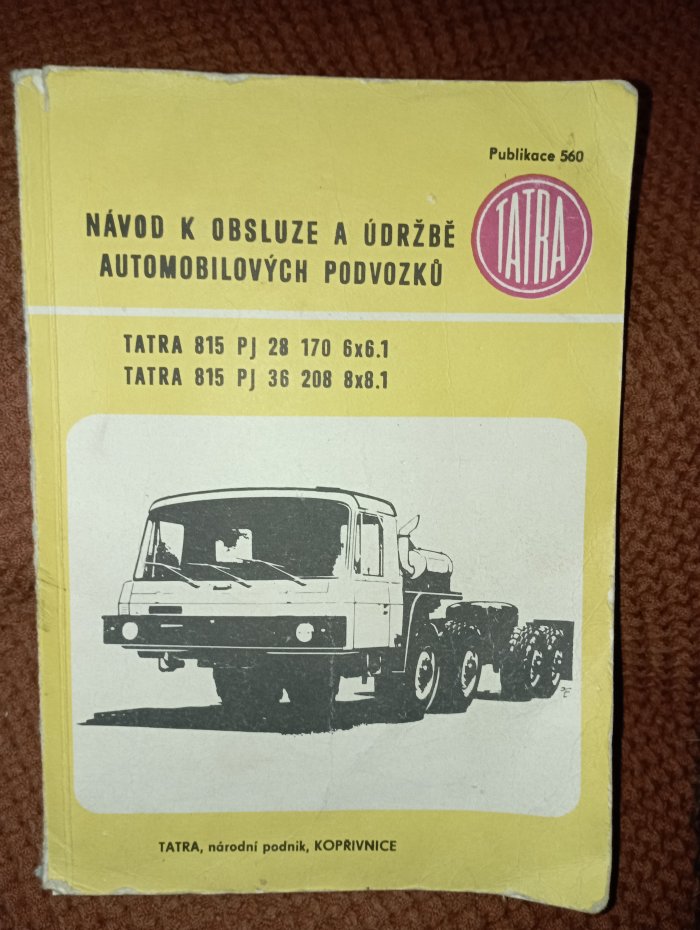 Publikace 560
TATRA
NÁVOD K OBSLUZE A ÚDRŽBĚ
AUTOMOBILOVÝCH PODVOZKŮ
TATRA 815 PJ 28 170 6x6.1
TATRA 815 PJ 36 208 8x8.1
TATRA, národní podnik, KOPŘIVNICE